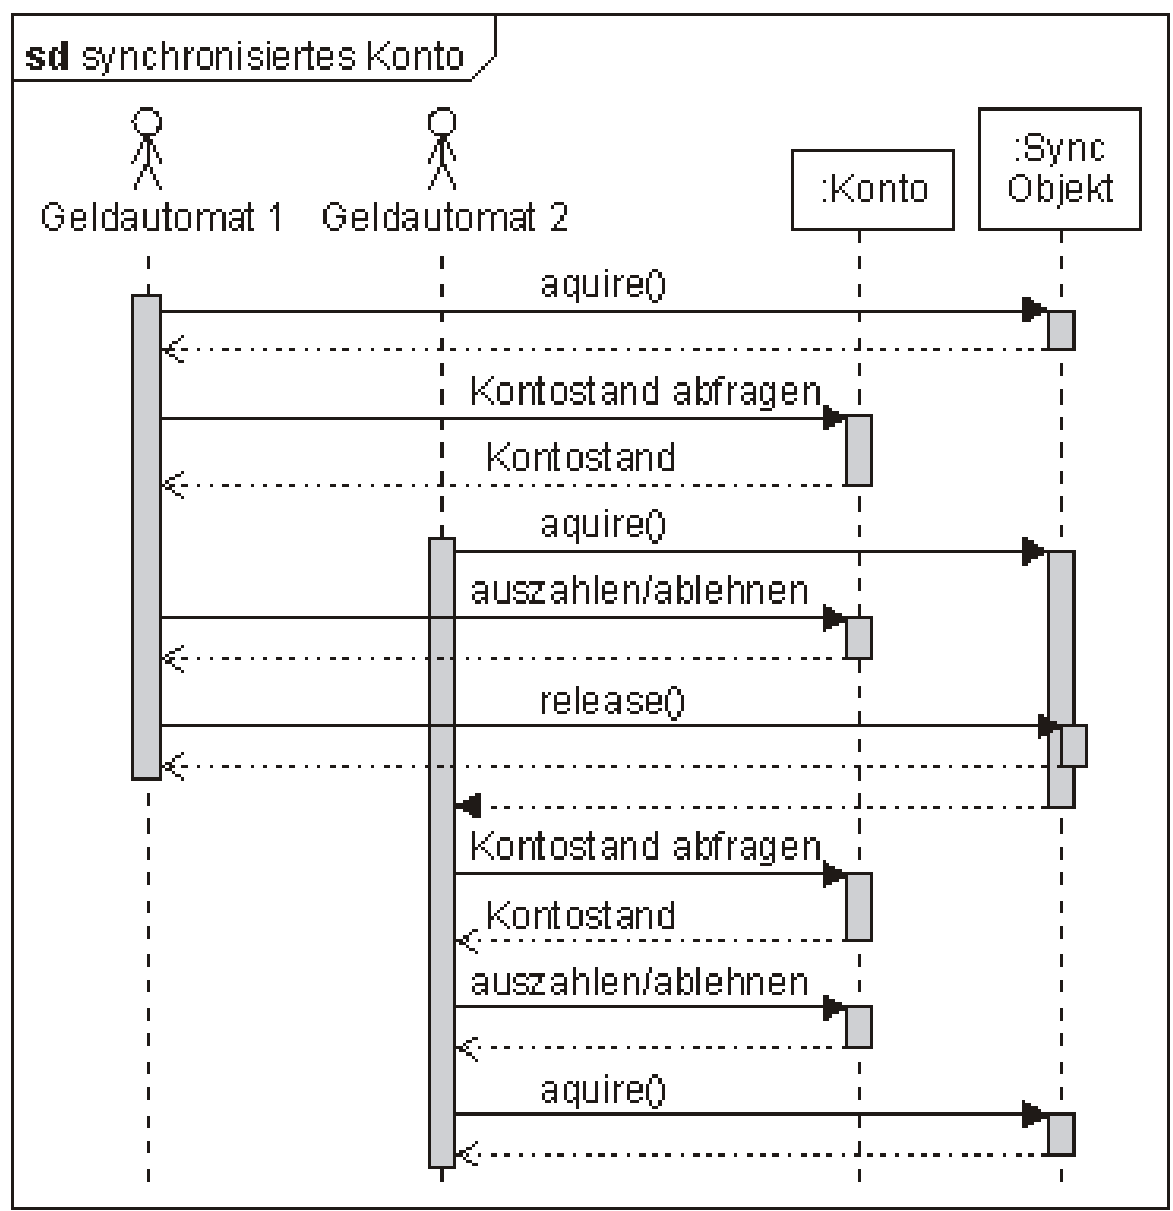 sd synchronisiertes Konto
:Sync
Objekt
:Konto
Geldautomat 1
Geldautomat 2
aquire()
Kontostand abfragen
Kontostand
aquire()
auszahlen/ablehnen
release()
Kontostand abfragen
Kontostand
auszahlen/ablehnen
aquire()